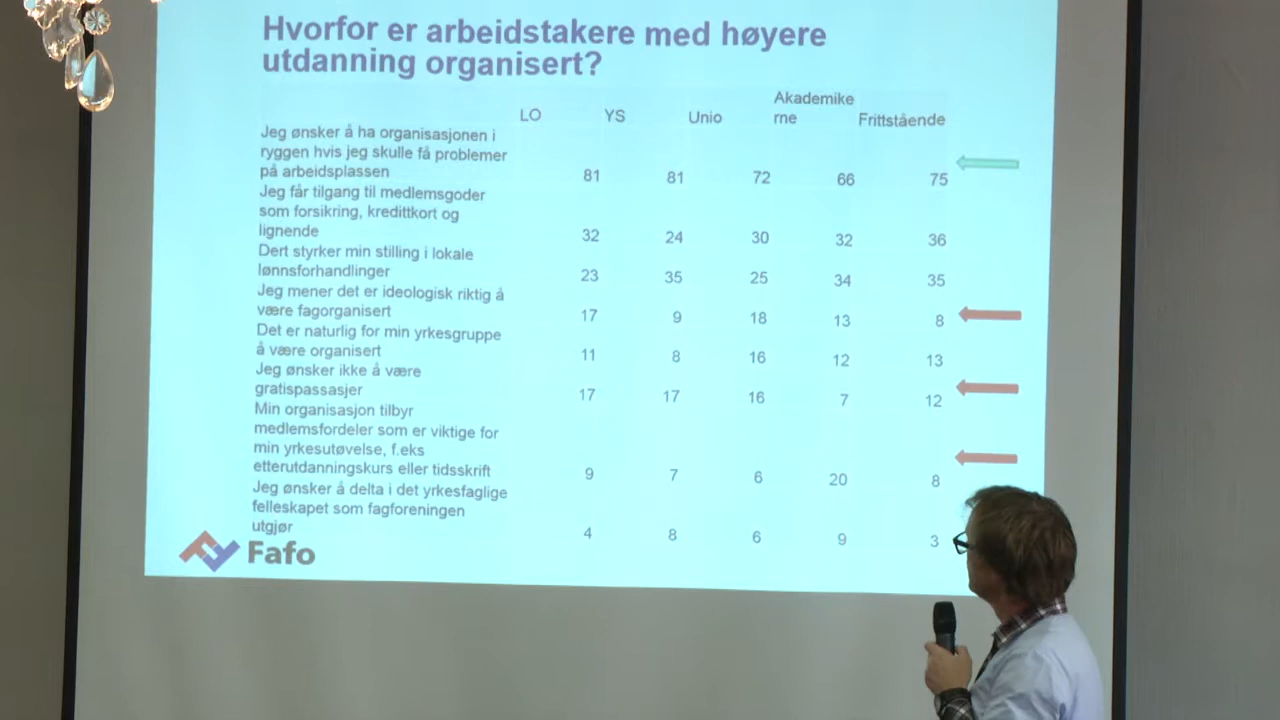 Hvorfor er arbeidstakere med høyere
utdanning organisert?
LO YS Unio Akademike
rne Frittstående
Jeg ønsker å ha organisasjonen i
ryggen hvis jeg skulle få problemer
på arbeidsplassen 81 81 72 66 75
Jeg får tilgang til medlemsgoder
som forsikring, kredittkort og
lignende 32 24 30 32 36
Dert styrker min stilling i lokale
lønnsforhandlinger 23 35 25 34 35
Jeg mener det er ideologisk riktig å
være fagorganisert 17 9 18 13 8
Det er naturlig for min yrkesgruppe
å være organisert 11 8 16 12 13
Jeg ønsker ikke å være
gratispassasjer 17 17 16 7 12
Min organisasjon tilbyr
medlemsfordeler som er viktige for
min yrkesutøvelse, f.eks
etterutdanningskurs eller tidsskrift 9 7 6 20 8
Jeg ønsker å delta i det yrkesfaglige
felleskapet som fagforeningen
utgjør 4 8 6 9 3
Fafo